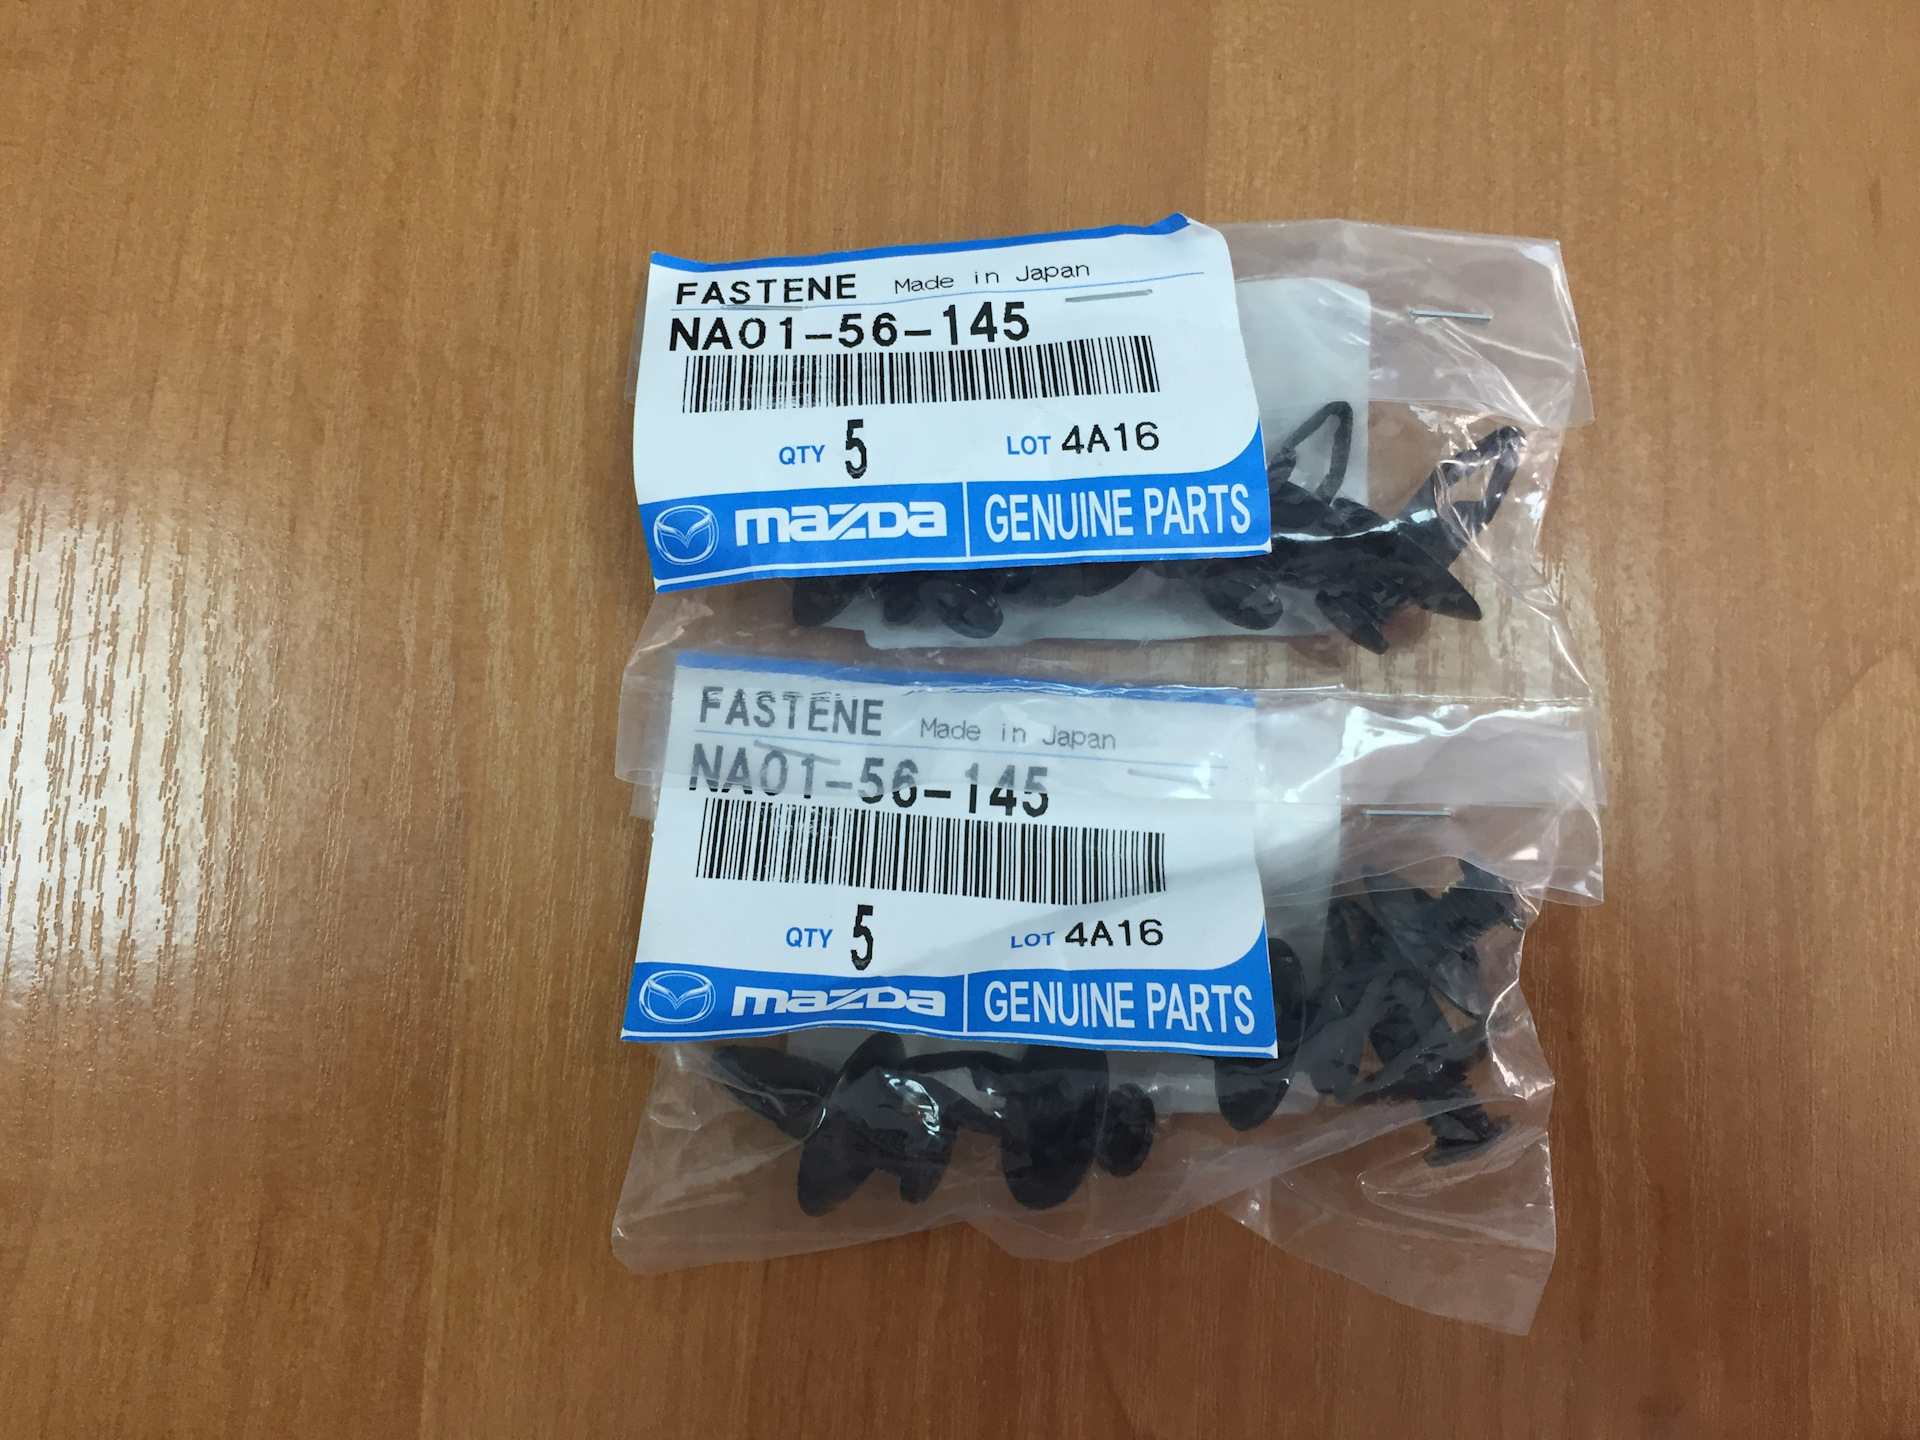 FASTENE Made in Japan
NA01-56-145
QTY 5 LOT 4A16
mazda GENUINE PARTS
FASTENE Made in Japan
NA01-56-145
QTY 5 LOT 4A16
mazda GENUINE PARTS